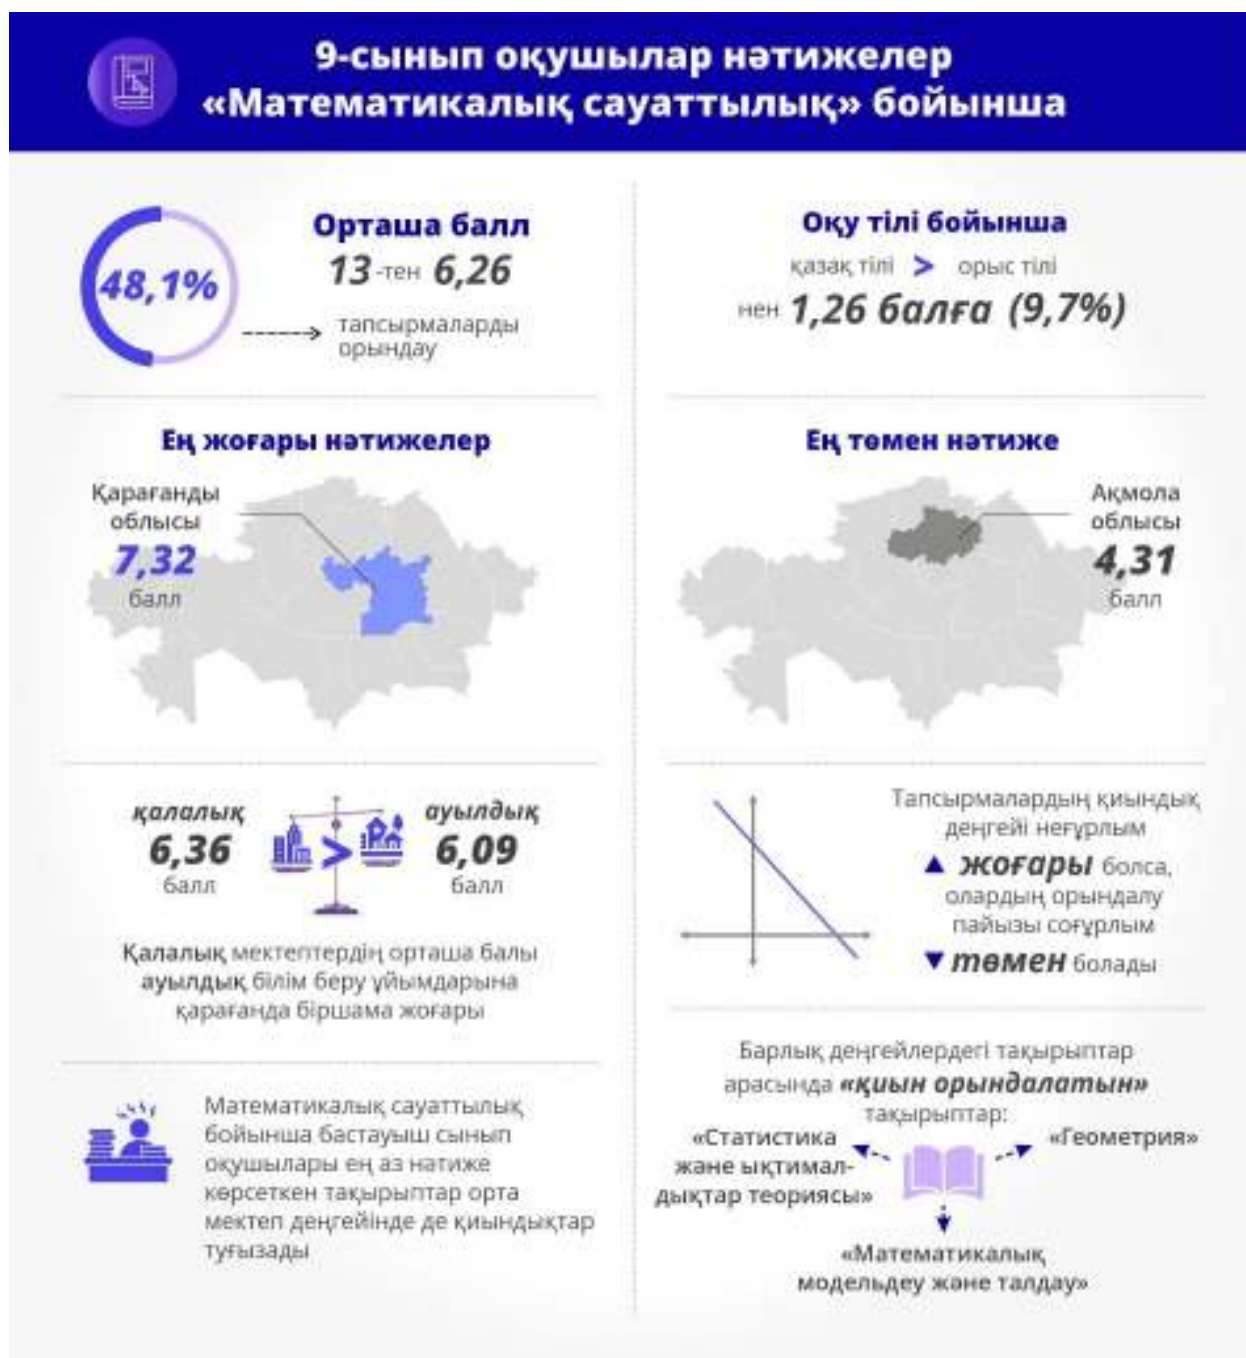 9-сынып оқушылар нәтижелер
«Математикалық сауаттылық» бойынша
48,1%
Орташа балл
13 -тен 6,26
тапсырмаларды
орындау
Оқу тілі бойынша
қазақ тілі > орыс тілі
нен 1,26 балға (9,7%)
Ең жоғары нәтижелер
Қарағанды
облысы
7,32
балл
Ең төмен нәтиже
Ақмола
облысы
4,31
балл
қалалық
6,36
балл
>
ауылдық
6,09
балл
Қалалық мектептердің орташа балы
ауылдық білім беру ұйымдарына
қарағанда біршама жоғары
Тапсырмалардың қиындық
деңгейі неғұрлым
▲ жоғары болса,
олардың орындалу
пайызы соғұрлым
▼ төмен болады
Математикалық сауаттылық
бойынша бастауыш сынып
оқушылары ең аз нәтиже
көрсеткен тақырыптар орта
мектеп деңгейінде де қиындықтар
туғызады
Барлық деңгейлердегі тақырыптар
арасында «қиын орындалатын»
тақырыптар:
«Статистика
және ықтимал-
дықтар теориясы»
«Геометрия»
«Математикалық
модельдеу және талдау»